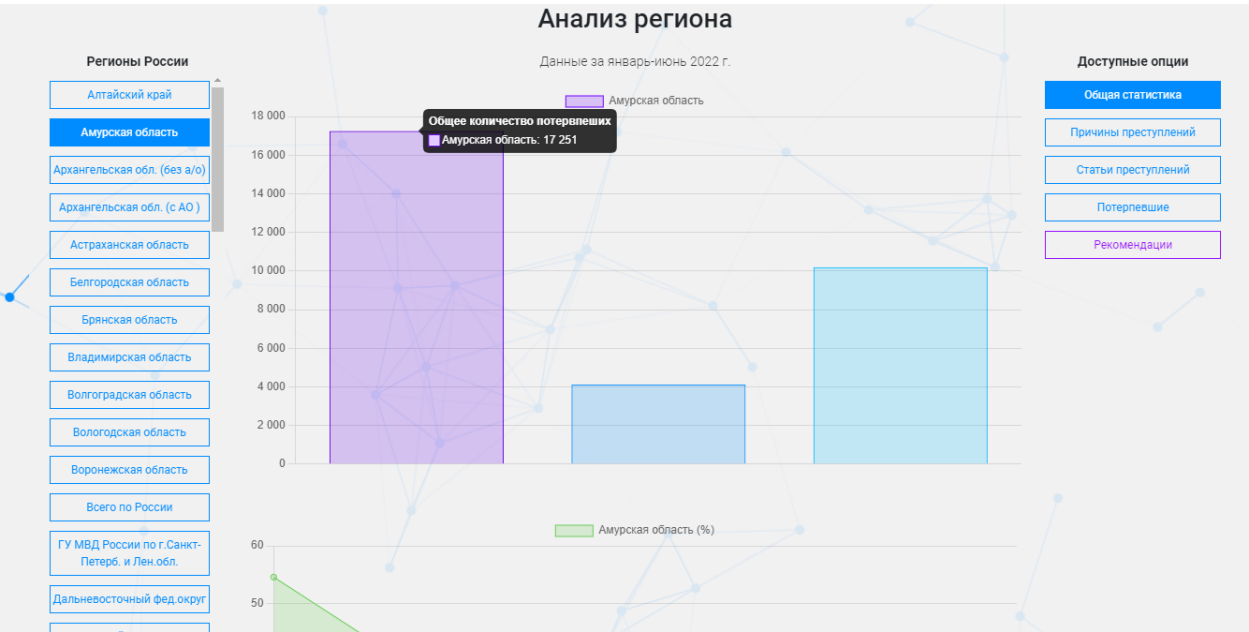 Анализ региона
Регионы России
Алтайский край
Амурская область
Архангельская обл. (без а/о)
Архангельская обл. (с АО )
Астраханская область
Белгородская область
Брянская область
Владимирская область
Волгоградская область
Вологодская область
Воронежская область
Всего по России
ГУ МВД России по г.Санкт-
Петерб. и Лен.обл.
Дальневосточный фед.округ
Данные за январь-июнь 2022 г.
Амурская область
Общее количество потервпеших
Амурская область: 17 251
18 000
16 000
14 000
12 000
10 000
8 000
6 000
4 000
2 000
0
Амурская область (%)
60
50
Доступные опции
Общая статистика
Причины преступлений
Статьи преступлений
Потерпевшие
Рекомендации